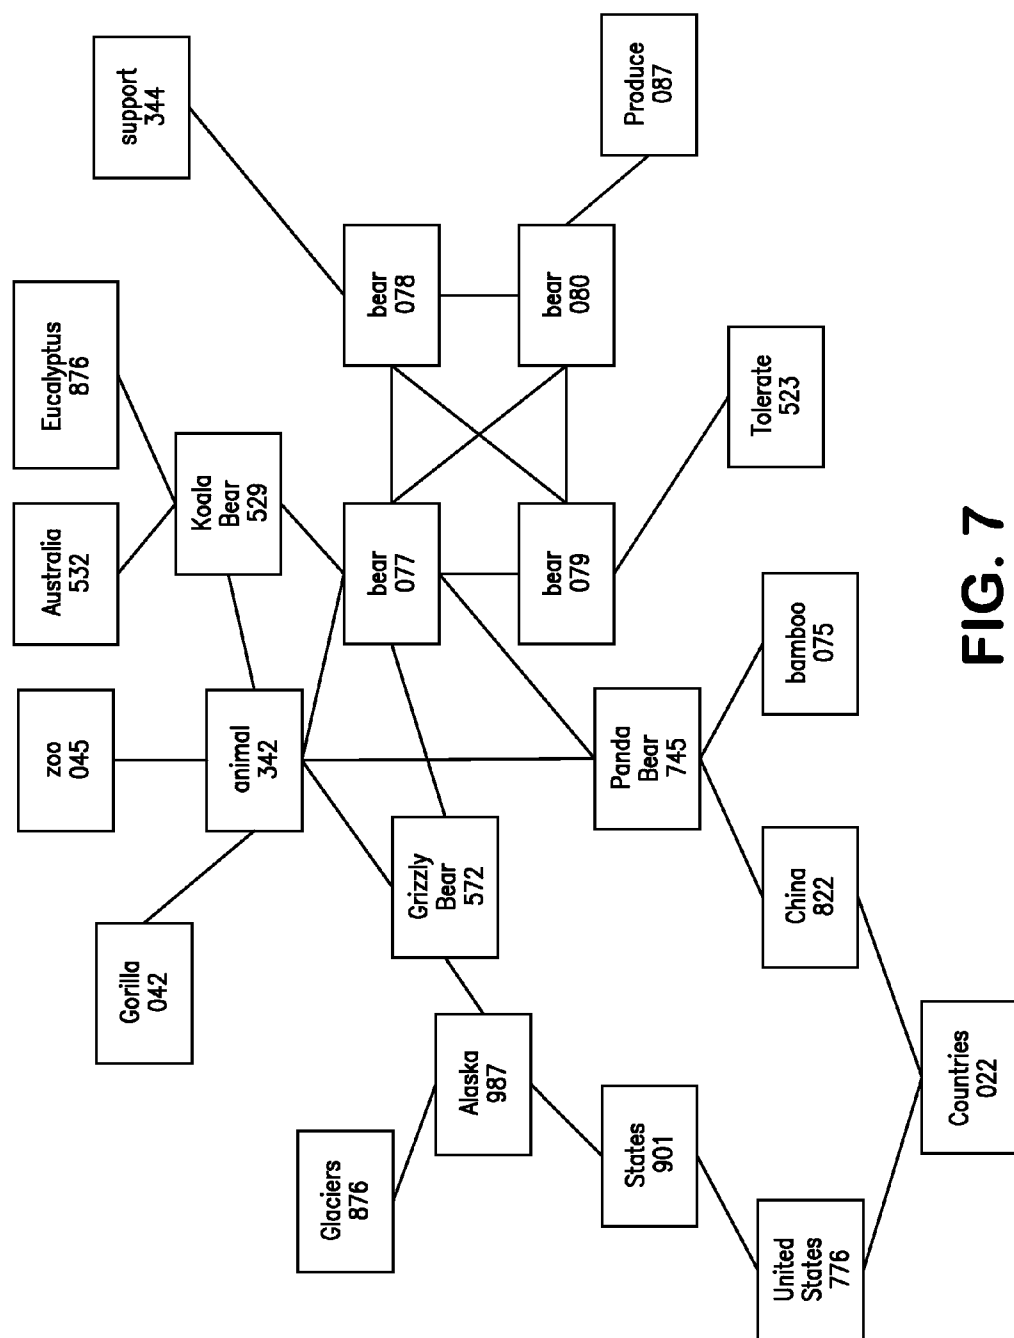 zoo
045
Australia
532
Eucalyptus
876
Gorilla
042
support
344
animal
342
Koala
Bear
529
Glaciers
876
bear
077
bear
078
Alaska
987
Grizzly
Bear
572
bear
079
bear
080
States
901
Panda
Bear
745
Produce
087
Tolerate
523
United
States
776
China
822
bamboo
075
Countries
022
FIG. 7